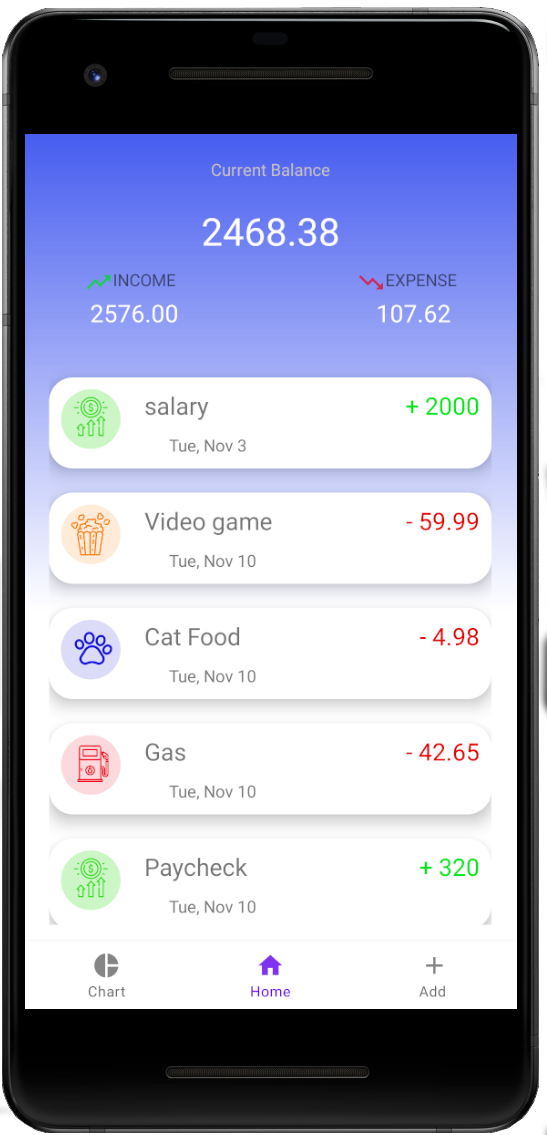 Current Balance
2468.38
INCOME EXPENSE
2576.00 107.62
salary + 2000
Tue, Nov 3
Video game - 59.99
Tue, Nov 10
Cat Food - 4.98
Tue, Nov 10
Gas - 42.65
Tue, Nov 10
Paycheck + 320
Tue, Nov 10
Chart Home Add